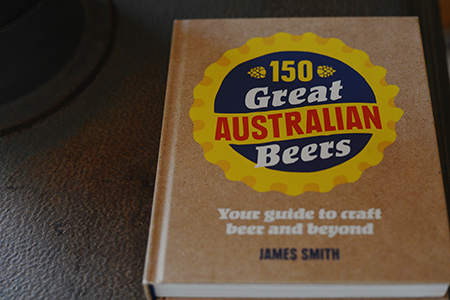 150
Great
AUSTRALIAN
Beers
Your guide to craft
beer and beyond
JAMES SMITH